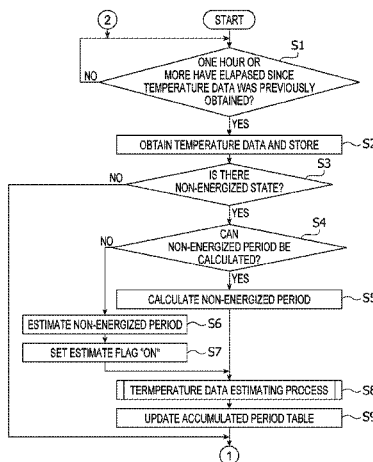 2
START
S1
ONE HOUR OR
MORE HAVE ELAPASED SINCE
TEMPERATURE DATA WAS PREVIOUSLY
OBTAINED?
NO
YES
OBTAIN TEMPERATURE DATA AND STORE
S2
S3
NO
IS THERE
NON-ENERGIZED STATE?
YES
S4
CAN
NON-ENERGIZED PERIOD BE
CALCULATED?
NO
YES
CALCULATE NON-ENERGIZED PERIOD
S5
ESTIMATE NON-ENERGIZED PERIOD
S6
SET ESTIMATE FLAG "ON"
S7
TERMPERATURE DATA ESTIMATING PROCESS
S8
UPDATE ACCUMULATED PERIOD TABLE
S9
1